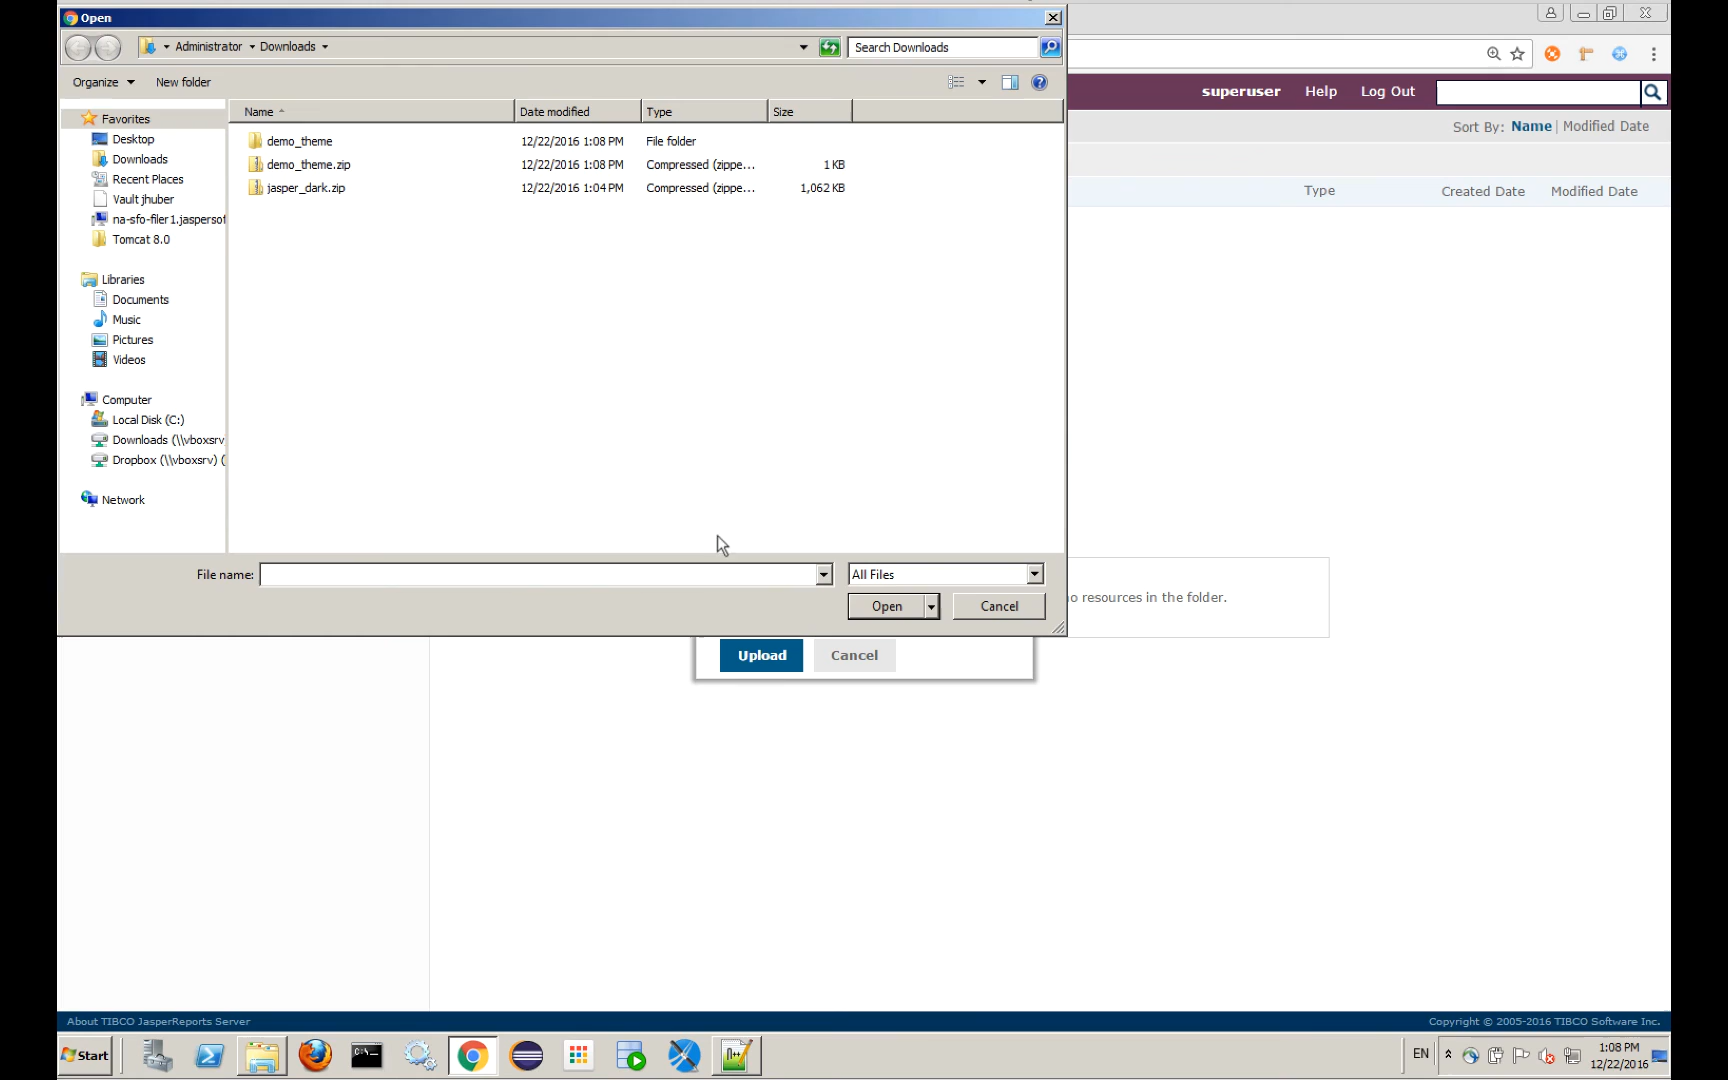 Open
Administrator Downloads
Search Downloads
Organize New folder
Name Date modified Type Size
Favorites
Desktop
Downloads
Recent Places
Vault jhuber
na-sfo-filer1.jaspersof
Tomcat 8.0
Libraries
Documents
Music
Pictures
Videos
Computer
Local Disk (C:)
Downloads (\\vboxsrv
Dropbox (\\vboxsrv) (
Network
demo_theme 12/22/2016 1:08 PM File folder
demo_theme.zip 12/22/2016 1:08 PM Compressed (zippe... 1 KB
jasper_dark.zip 12/22/2016 1:04 PM Compressed (zippe... 1,062 KB
File name: All Files
Open Cancel
superuser Help Log Out
Sort By: Name | Modified Date
Type Created Date Modified Date
o resources in the folder.
Upload Cancel
About TIBCO JasperReports Server
Copyright © 2005-2016 TIBCO Software Inc.
Start
EN
1:08 PM
12/22/2016